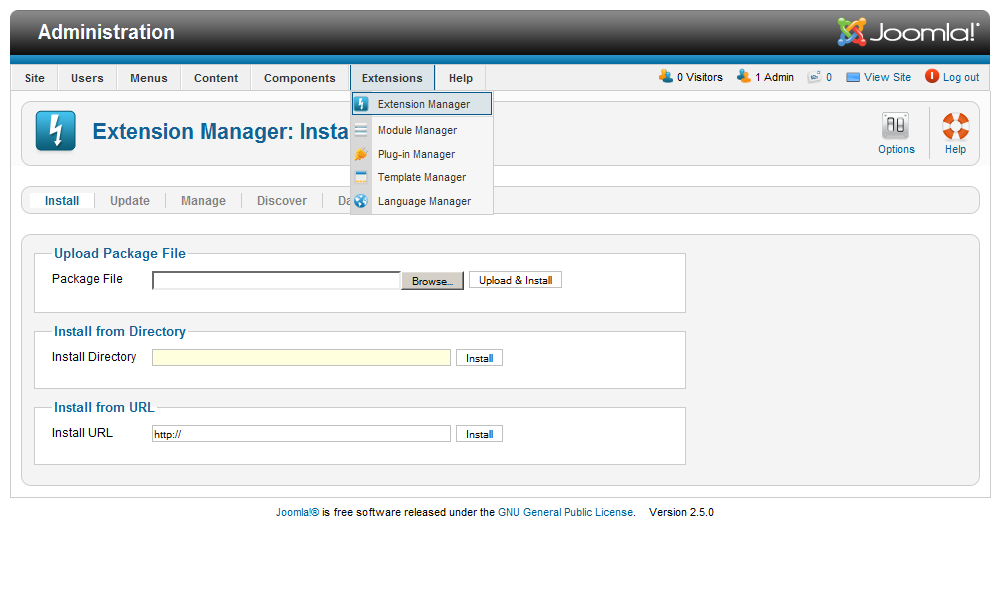 Administration
Joomla!
Site Users Menus Content Components Extensions Help 0 Visitors 1 Admin 0 View Site Log out
Extension Manager
Module Manager
Plug-in Manager
Template Manager
Language Manager
Extension Manager: Insta
Options
Help
Install Update Manage Discover Da
Upload Package File
Package File Browse... Upload & Install
Install from Directory
Install Directory Install
Install from URL
Install URL http:// Install
Joomla!® is free software released under the GNU General Public License. Version 2.5.0